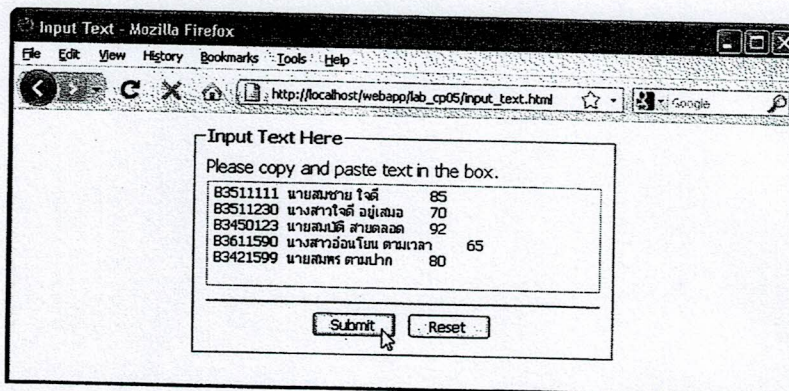 Input Text - Mozilla Firefox
File Edit View History Bookmarks Tools Help
http://localhost/webapp/lab_cp05/input_text.html
Google
Input Text Here
Please copy and paste text in the box.
B3511111 นายสมชาย ใจดี 85
B3511230 นางสาวใจดี อยู่เสมอ 70
B3450123 นายสมบัติ สายตลอด 92
B3611590 นางสาวอ่อนโยน ตามเวลา 65
B3421599 นายสมพร ตามปาก 80
Submit Reset